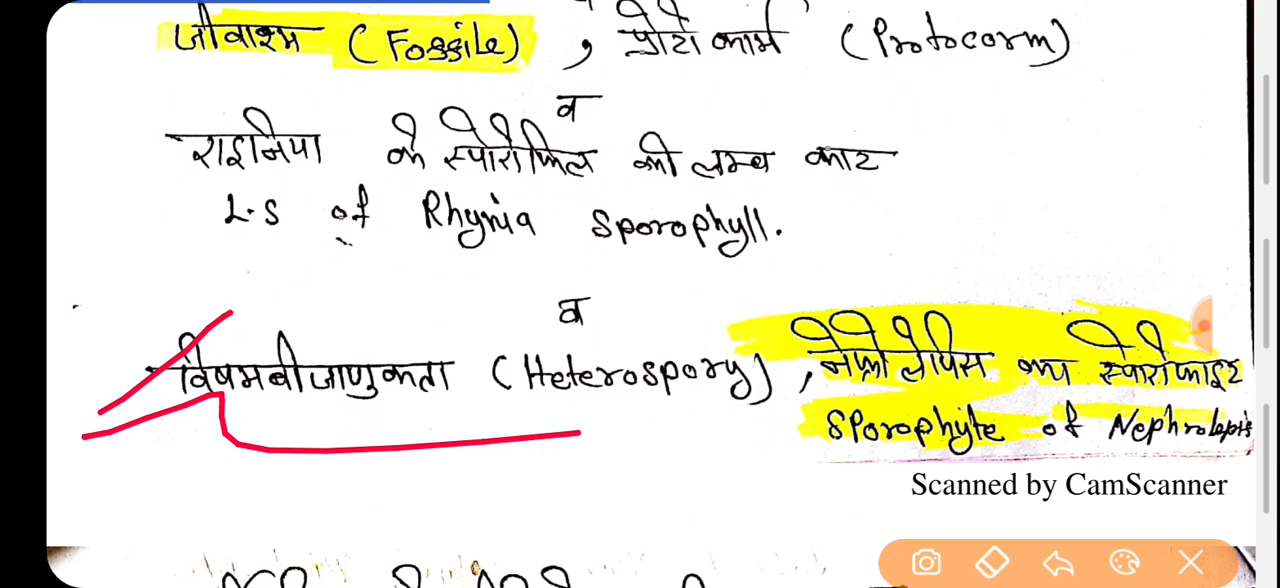 जीवाश्म (Fossile), प्रोटोकार्म (Protocorm)
व
राइनिया के स्पोरोफिल की लम्ब काट
L.S of Rhynia Sporophyll.
व
विषमबीजाणुकता (Heterospory), नेफ्रोलेपिस का स्पोरोफाइट
Sporophyte of Nephrolepis
Scanned by CamScanner